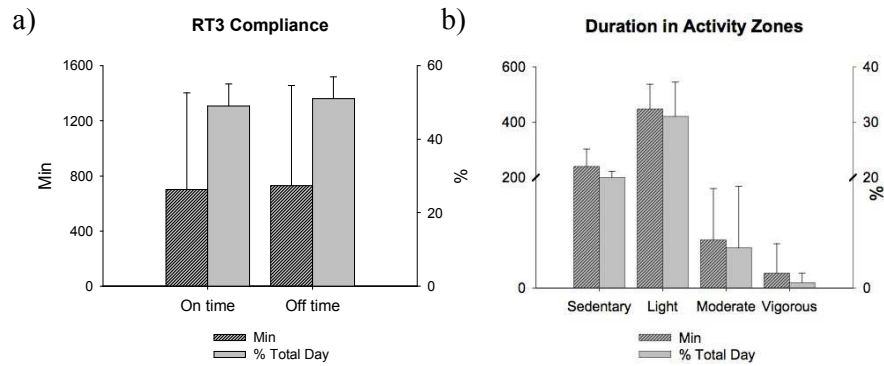 a)
RT3 Compliance
1600
1200
800
400
0
Min
60
40
20
0
%
On time
Off time
Min
% Total Day
b)
Duration in Activity Zones
600
400
200
0
40
30
20
0
%
Sedentary
Light
Moderate
Vigorous
Min
% Total Day